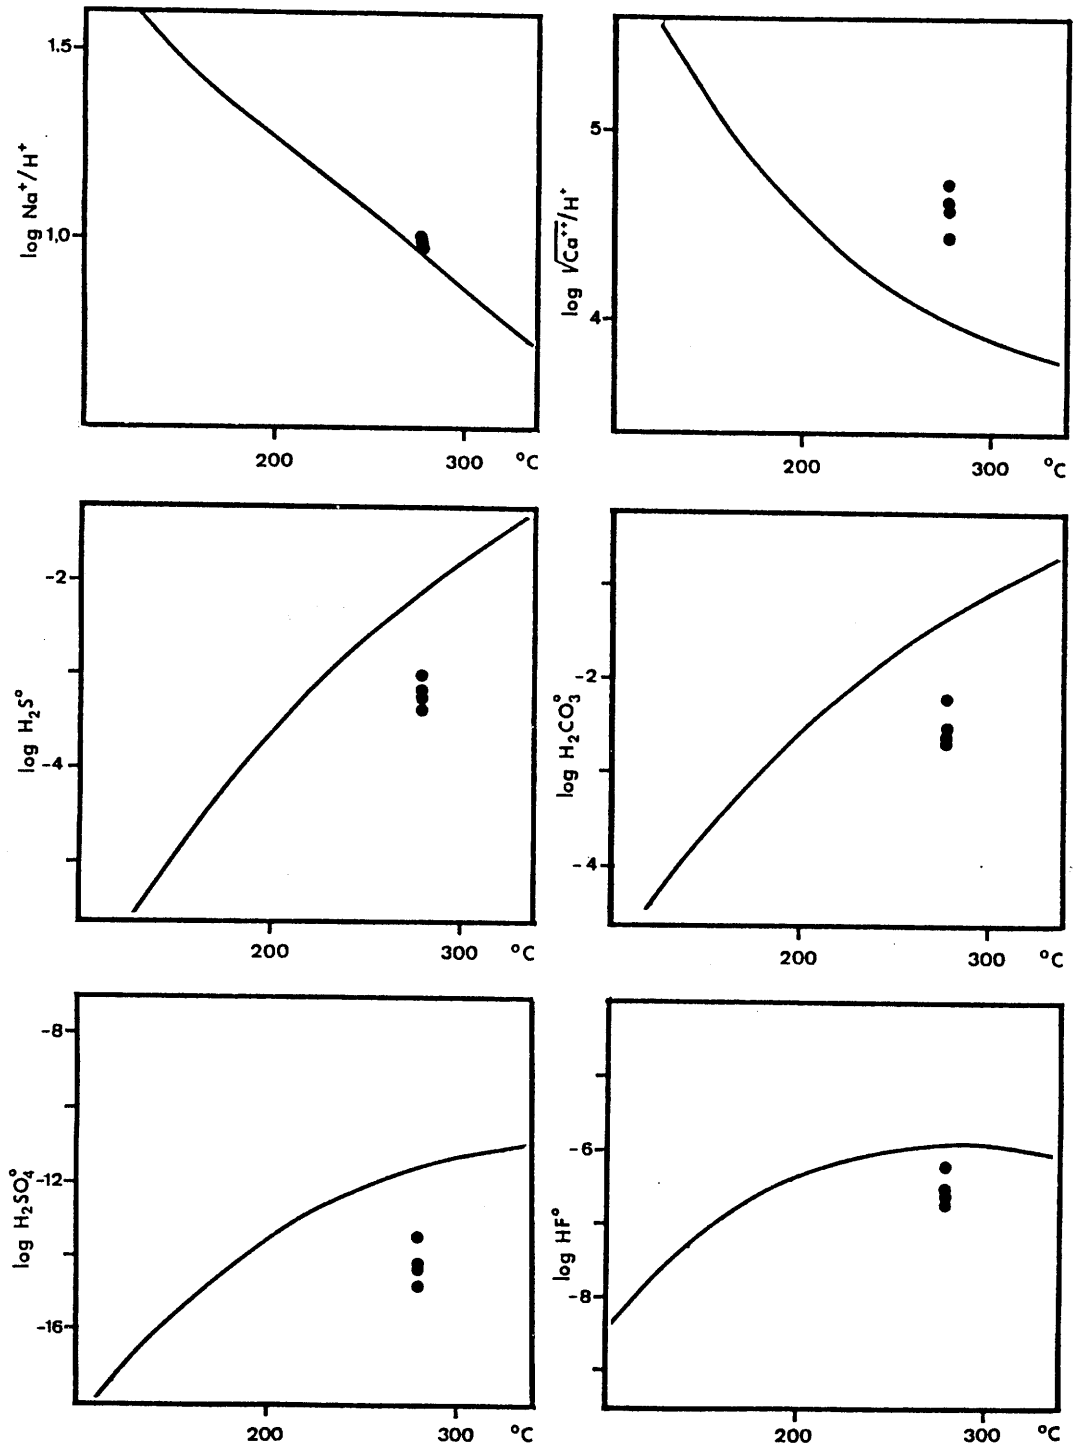 1.5
1,0
log Na⁺/H⁺
200 300 °C
5
4
log √Ca⁺⁺/H⁺
200 300 °C
-2
-4
log H₂S°
200 300 °C
-2
-4
log H₂CO₃°
200 300 °C
-8
-12
-16
log H₂SO₄°
200 300 °C
-6
-8
log HF°
200 300 °C